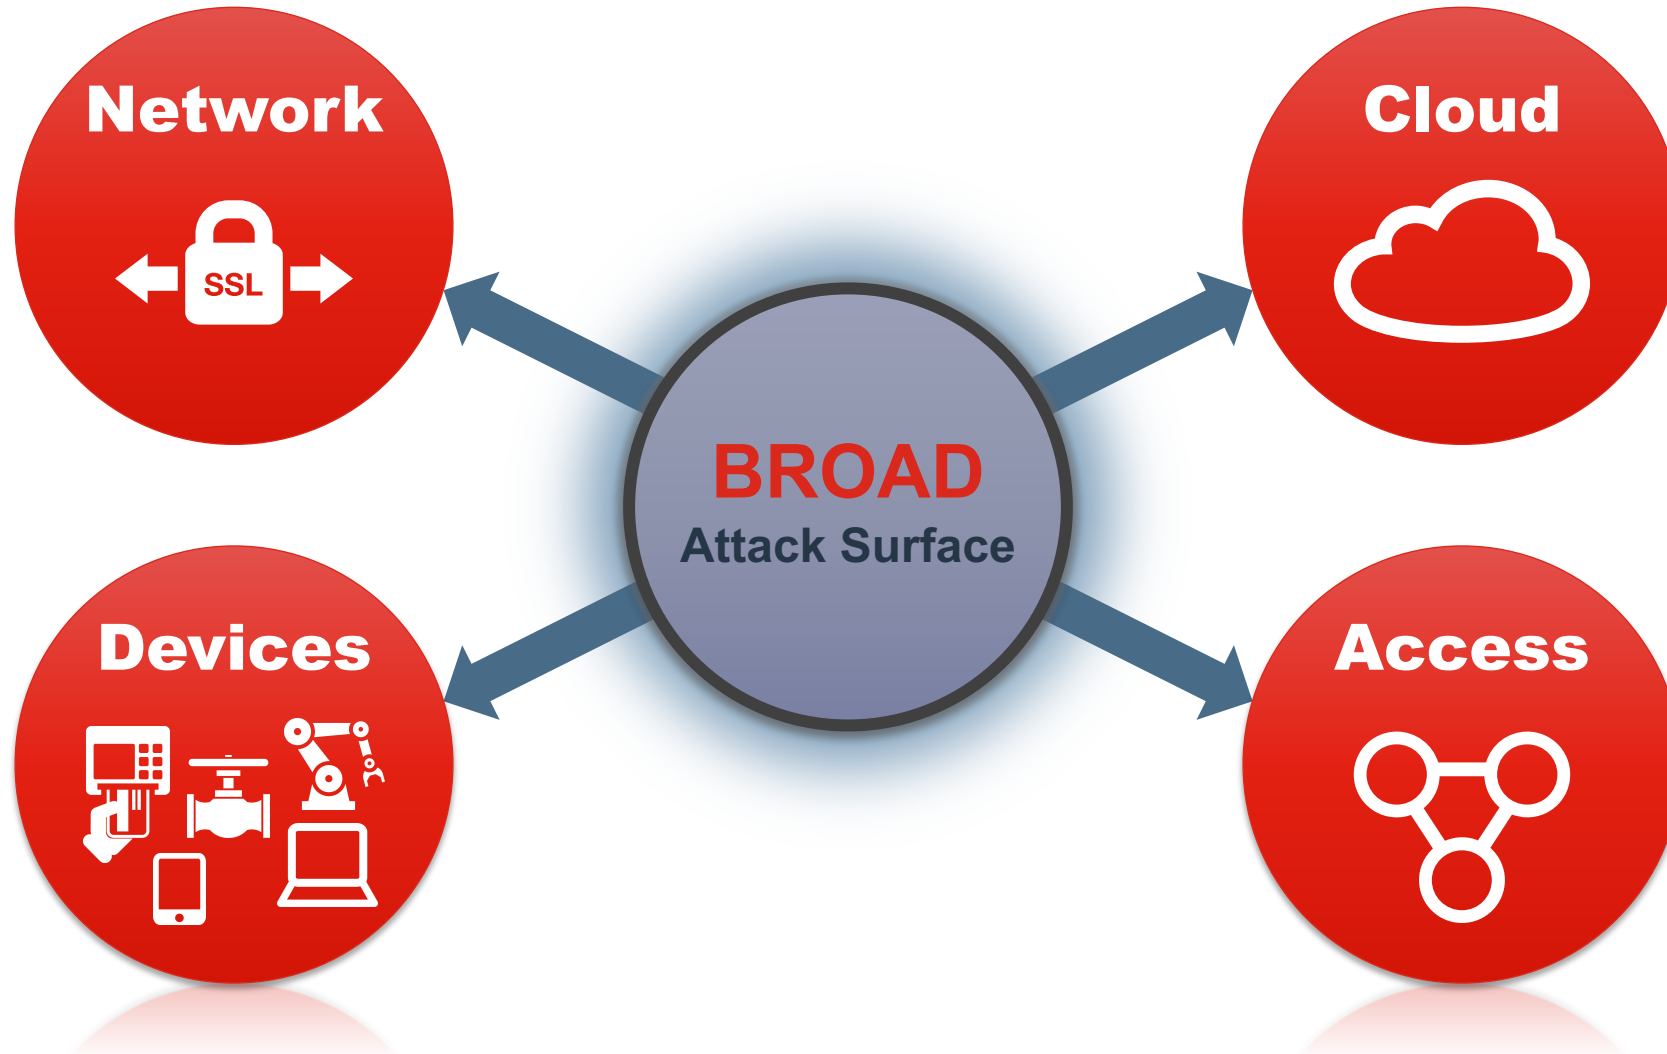 Network
SSL
Cloud
BROAD
Attack Surface
Devices
Access